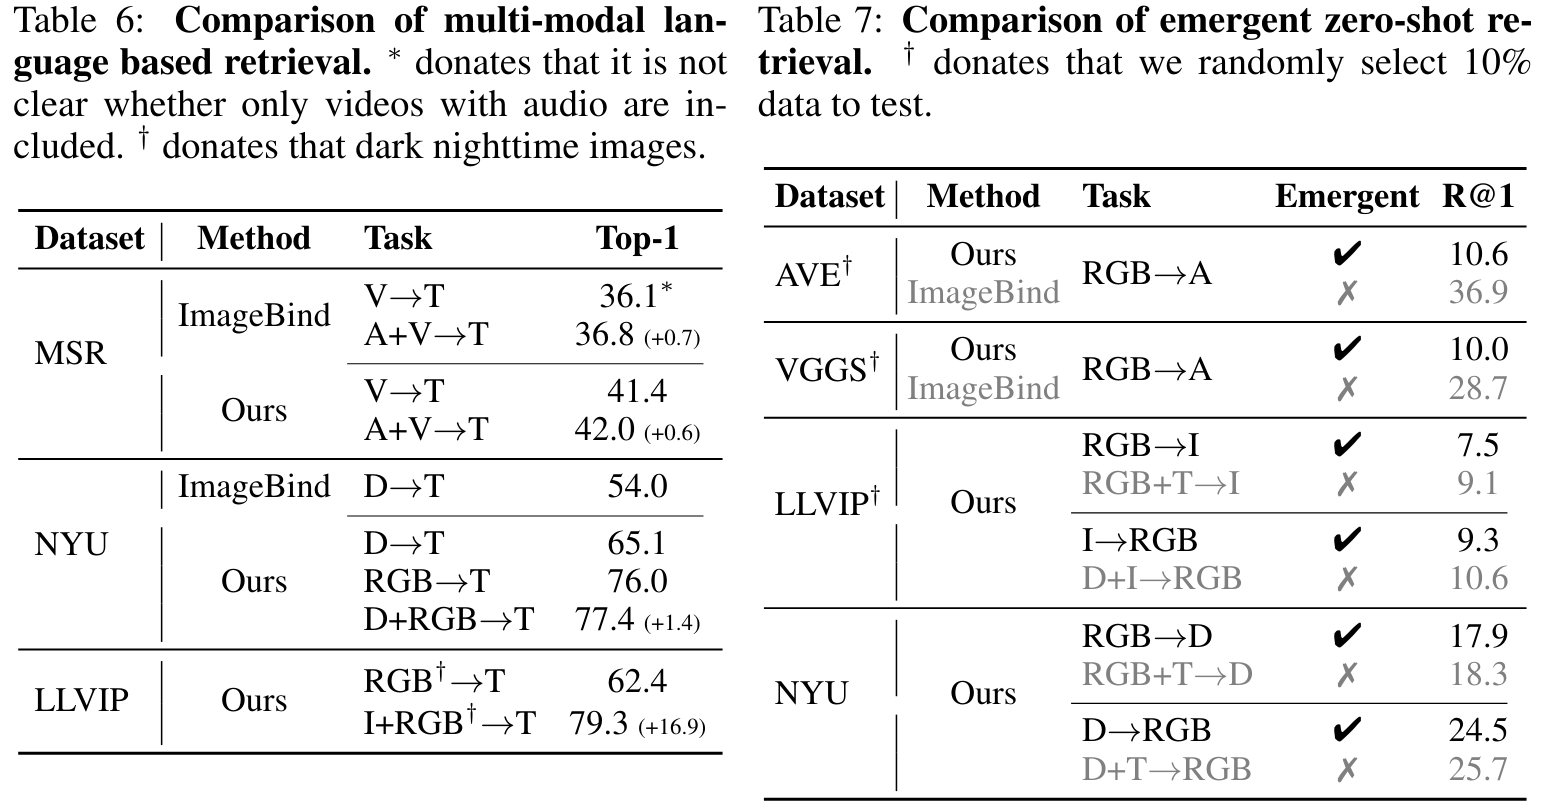 Table 6: Comparison of multi-modal lan-
guage based retrieval. * donates that it is not
clear whether only videos with audio are in-
cluded. † donates that dark nighttime images.
Dataset Method Task Top-1
MSR
ImageBind
V→T 36.1*
A+V→T 36.8 (+0.7)
Ours
V→T 41.4
A+V→T 42.0 (+0.6)
NYU
ImageBind D→T 54.0
Ours
D→T 65.1
RGB→T 76.0
D+RGB→T 77.4 (+1.4)
LLVIP
Ours
RGB†→T 62.4
I+RGB†→T 79.3 (+16.9)
Table 7: Comparison of emergent zero-shot re-
trieval. † donates that we randomly select 10%
data to test.
Dataset Method Task Emergent R@1
AVE†
Ours ✔ 10.6
RGB→A
ImageBind ✗ 36.9
VGGS†
Ours ✔ 10.0
RGB→A
ImageBind ✗ 28.7
LLVIP†
Ours
RGB→I ✔ 7.5
RGB+T→I ✗ 9.1
I→RGB ✔ 9.3
D+I→RGB ✗ 10.6
NYU
Ours
RGB→D ✔ 17.9
RGB+T→D ✗ 18.3
D→RGB ✔ 24.5
D+T→RGB ✗ 25.7